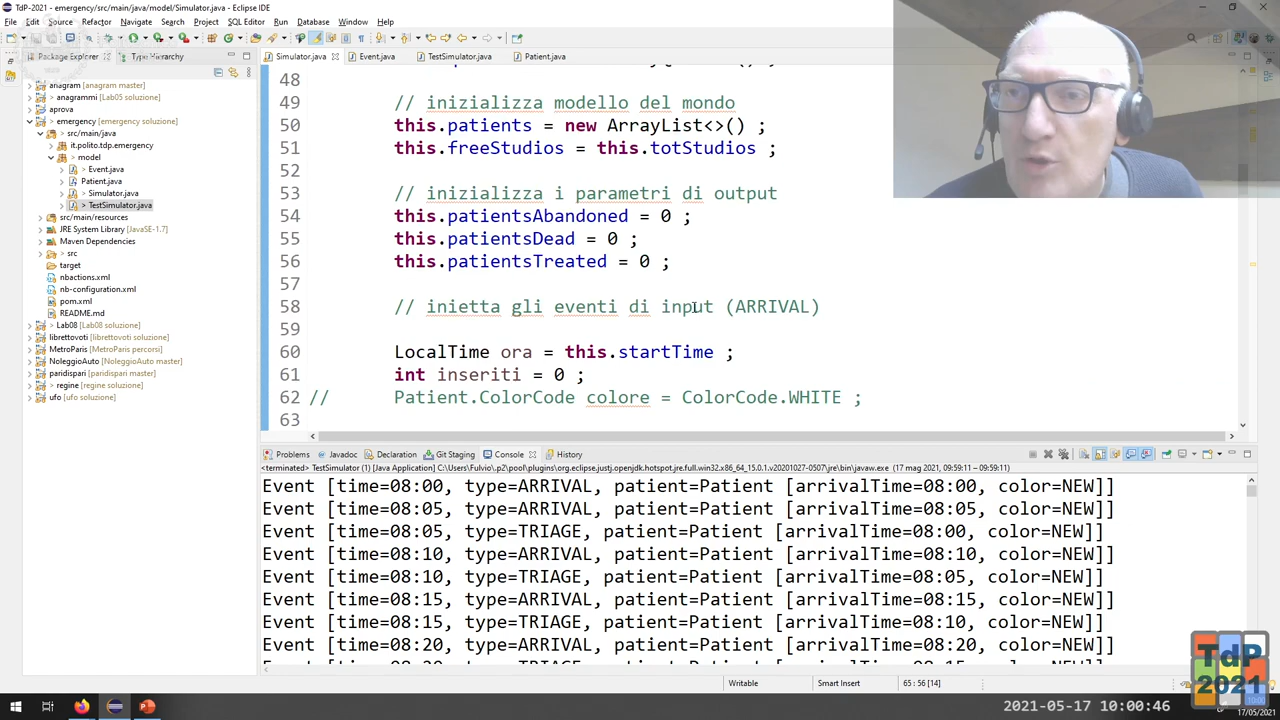 TdP-2021 - emergency/src/main/java/model/Simulator.java - Eclipse IDE
File Edit Source Refactor Navigate Search Project SQL Editor Run Database Window Help
Package Explorer Type Hierarchy
Simulator.java Event.java TestSimulator.java Patient.java
anagram [anagram master]
anagrammi [Lab05 soluzione]
aprova
emergency [emergency soluzione]
src/main/java
it.polito.tdp.emergency
model
> Event.java
Patient.java
> Simulator.java
> TestSimulator.java
src/main/resources
JRE System Library [JavaSE-1.7]
Maven Dependencies
> src
target
nbactions.xml
nb-configuration.xml
pom.xml
README.md
> Lab08 [Lab08 soluzione]
librettovoti [librettovoti soluzione]
MetroParis [MetroParis percorsi]
NoleggioAuto [NoleggioAuto master]
paridispari [paridispari master]
> regine [regine soluzione]
> ufo [ufo soluzione]
48
49 // inizializza modello del mondo
50 this.patients = new ArrayList<>() ;
51 this.freeStudios = this.totStudios ;
52
53 // inizializza i parametri di output
54 this.patientsAbandoned = 0 ;
55 this.patientsDead = 0 ;
56 this.patientsTreated = 0 ;
57
58 // inietta gli eventi di input (ARRIVAL)
59
60 LocalTime ora = this.startTime ;
61 int inseriti = 0 ;
62 // Patient.ColorCode colore = ColorCode.WHITE ;
63
Problems Javadoc Declaration Git Staging Console History
<terminated> TestSimulator (1) [Java Application] C:\Users\Fulvio\.p2\pool\plugins\org.eclipse.justj.openjdk.hotspot.jre.full.win32.x86_64_15.0.1.v20201027-0507\jre\bin\javaw.exe (17 mag 2021, 09:59:11 – 09:59:11)
Event [time=08:00, type=ARRIVAL, patient=Patient [arrivalTime=08:00, color=NEW]]
Event [time=08:05, type=ARRIVAL, patient=Patient [arrivalTime=08:05, color=NEW]]
Event [time=08:05, type=TRIAGE, patient=Patient [arrivalTime=08:00, color=NEW]]
Event [time=08:10, type=ARRIVAL, patient=Patient [arrivalTime=08:10, color=NEW]]
Event [time=08:10, type=TRIAGE, patient=Patient [arrivalTime=08:05, color=NEW]]
Event [time=08:15, type=ARRIVAL, patient=Patient [arrivalTime=08:15, color=NEW]]
Event [time=08:15, type=TRIAGE, patient=Patient [arrivalTime=08:10, color=NEW]]
Event [time=08:20, type=ARRIVAL, patient=Patient [arrivalTime=08:20, color=NEW]]
Writable Smart Insert 65 : 56 [14]
TdP
2021
2021-05-17 10:00:46
10:00
17/05/2021